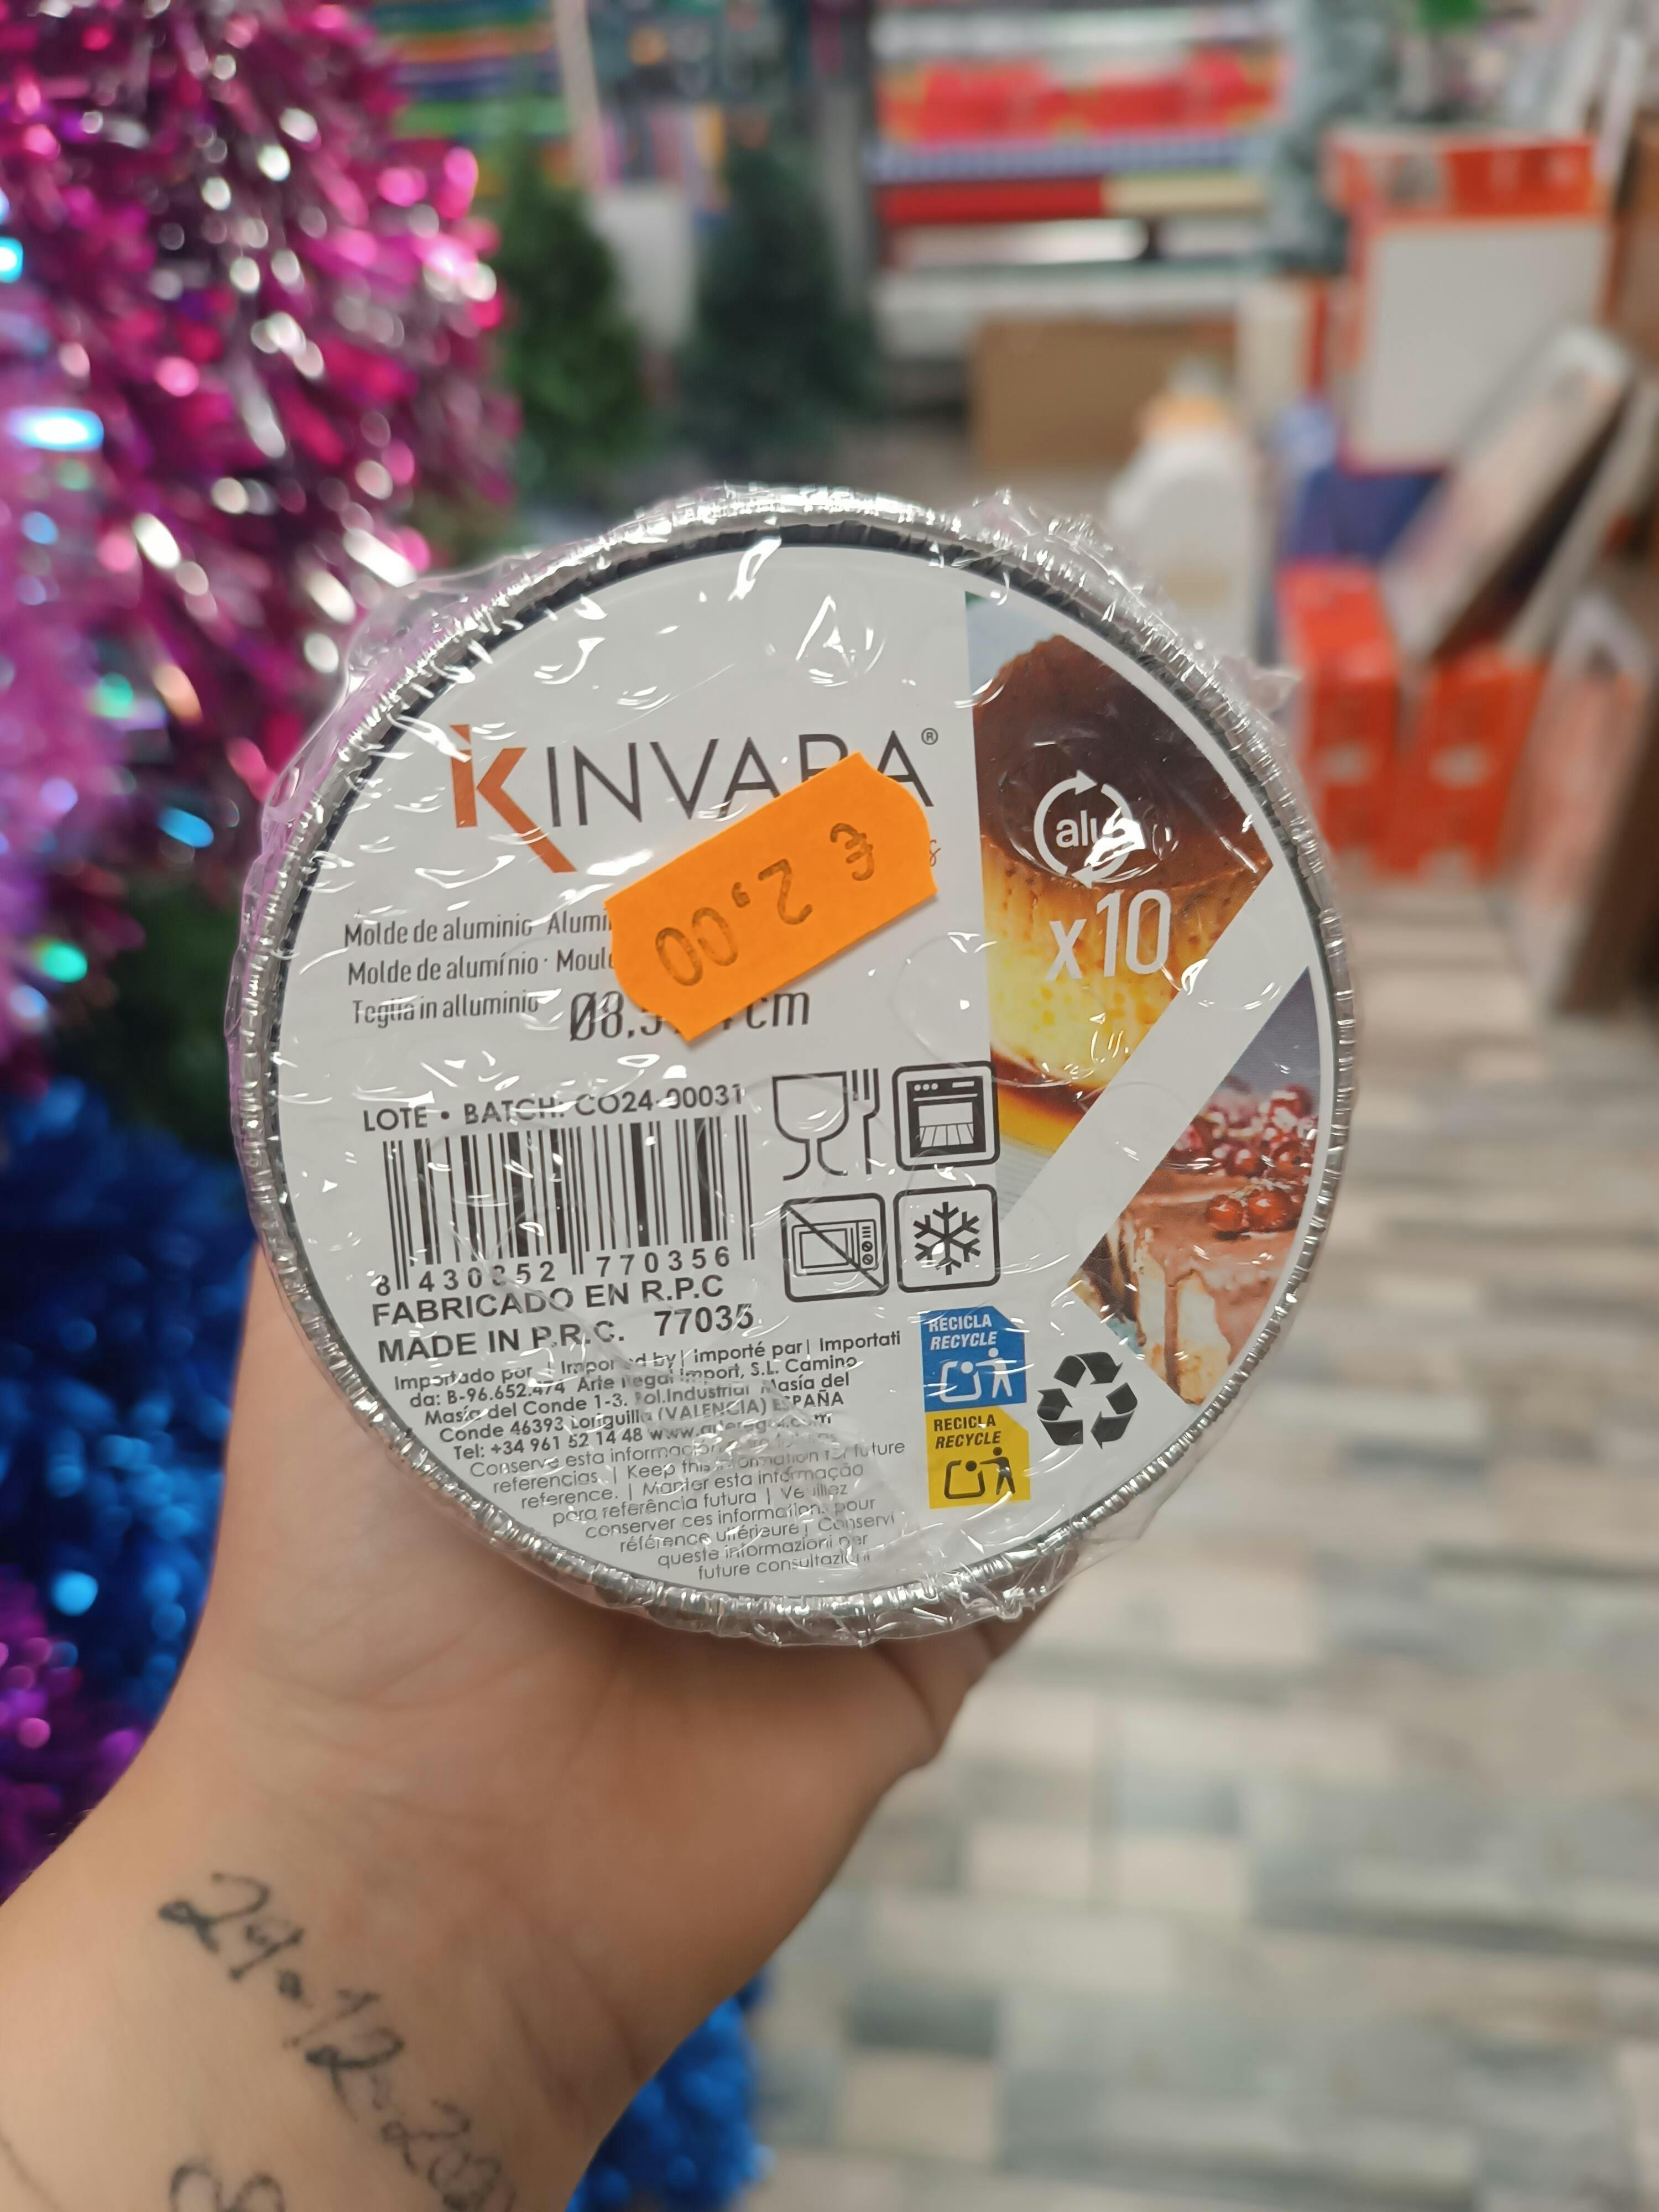 KINVARA®
€ 2,00
alu
x10
Molde de aluminio · Alumi
Molde de alumínio · Moule
Teglia in alluminio
Ø8,5 cm
LOTE • BATCH: CO24-00031
8 430852 770356
FABRICADO EN R.P.C
MADE IN P.R.C. 77035
Importado por | Imported by | importé par | Importati
da: B-96.652.474 Arte Regal Import, S.L. Camino
Masía del Conde 1-3. Pol.Industrial Masía del
Conde 46393 Loriguilla (VALENCIA) ESPAÑA
Tel: +34 961 52 14 48 www.arteregal.com
Conserve esta información para futuras
referencias. | Keep this information for future
reference. | Manter esta informação
para referência futura | Veuillez
conserver ces informations pour
référence ultérieure | Conservi
queste informazioni per
future consultazioni
RECICLA
RECYCLE
RECICLA
RECYCLE